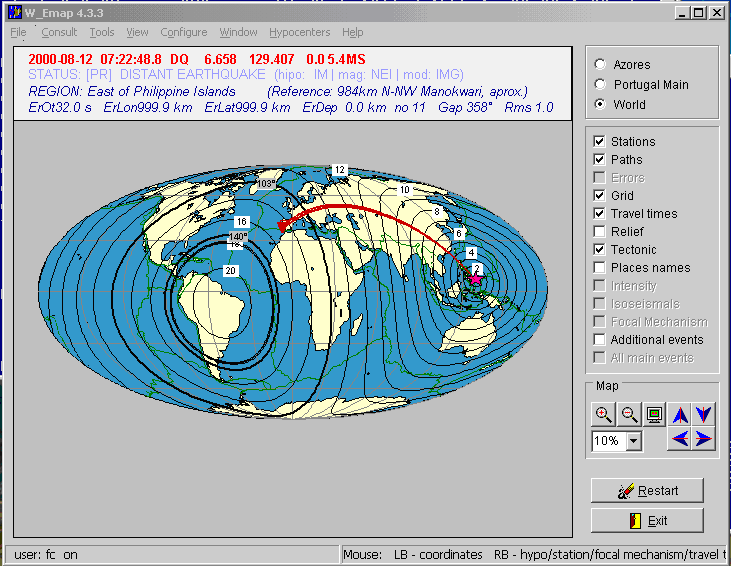 W_Emap 4.3.3
File Consult Tools View Configure Window Hypocenters Help
2000-08-12 07:22:48.8 DQ 6.658 129.407 0.0 5.4MS
STATUS: [PR] DISTANT EARTHQUAKE (hipo: IM | mag: NEI | mod: IMG)
REGION: East of Philippine Islands (Reference: 984km N-NW Manokwari, aprox.)
ErOt32.0 s ErLon999.9 km ErLat999.9 km ErDep 0.0 km no 11 Gap 358° Rms 1.0
Azores
Portugal Main
World
Stations
Paths
Errors
Grid
Travel times
Relief
Tectonic
Places names
Intensity
Isoseismals
Focal Mechanism
Additional events
All main events
12
103°
10
8
16
6
140°
4
20
2
Map
10%
Restart
Exit
user: fc on
Mouse: LB - coordinates RB - hypo/station/focal mechanism/travel t